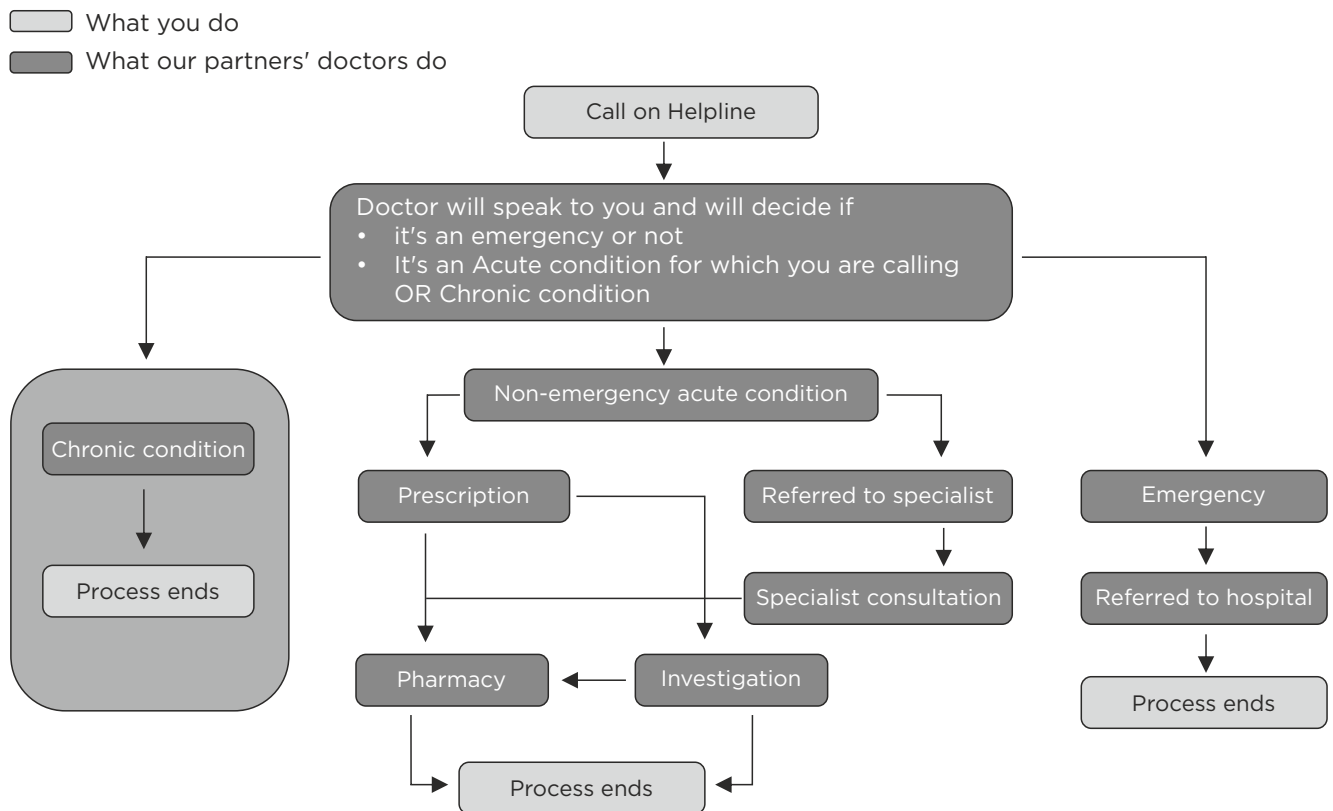 What you do
What our partners' doctors do
Call on Helpline
Doctor will speak to you and will decide if
• it's an emergency or not
• It's an Acute condition for which you are calling
OR Chronic condition
Non-emergency acute condition
Chronic condition
Process ends
Prescription
Referred to specialist
Emergency
Specialist consultation
Referred to hospital
Pharmacy
Investigation
Process ends
Process ends